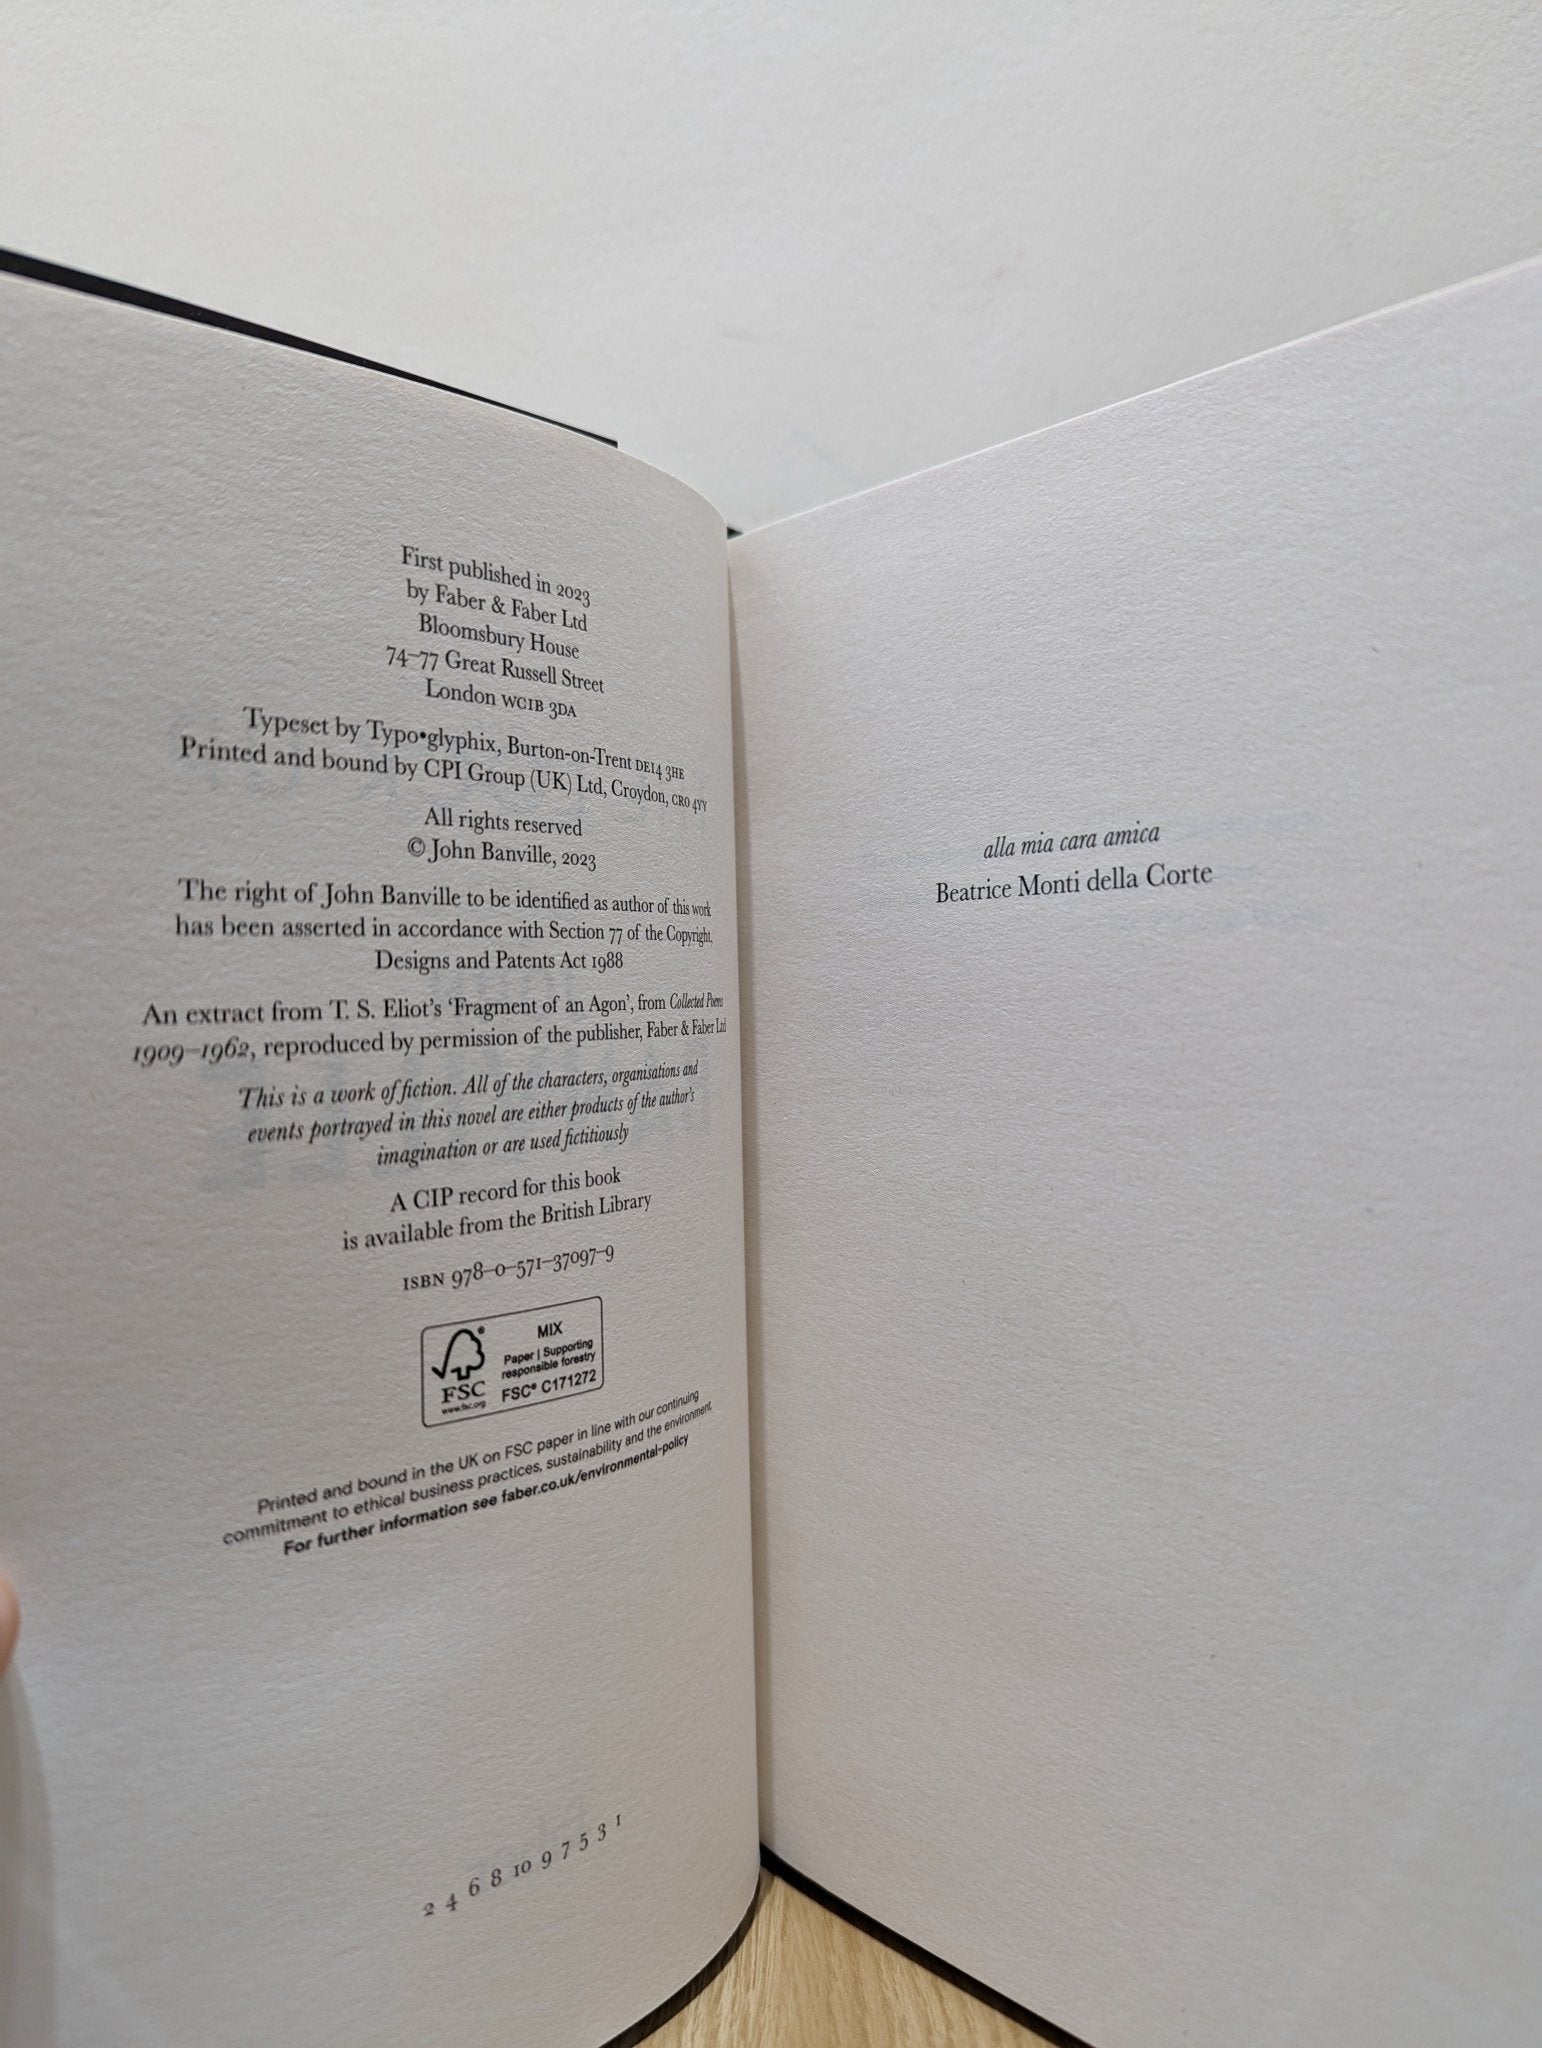 First published in 2023
by Faber & Faber Ltd
Bloomsbury House
74–77 Great Russell Street
London WC1B 3DA
Typeset by Typo•glyphix, Burton-on-Trent DE14 3HE
Printed and bound by CPI Group (UK) Ltd, Croydon, CR0 4YY
All rights reserved
© John Banville, 2023
The right of John Banville to be identified as author of this work
has been asserted in accordance with Section 77 of the Copyright,
Designs and Patents Act 1988
An extract from T. S. Eliot's 'Fragment of an Agon', from Collected Poems
1909–1962, reproduced by permission of the publisher, Faber & Faber Ltd
This is a work of fiction. All of the characters, organisations and
events portrayed in this novel are either products of the author's
imagination or are used fictitiously
A CIP record for this book
is available from the British Library
ISBN 978–0–571–37097–9
MIX
Paper | Supporting
responsible forestry
FSC® C171272
FSC
www.fsc.org
Printed and bound in the UK on FSC paper in line with our continuing
commitment to ethical business practices, sustainability and the environment.
For further information see faber.co.uk/environmental-policy
2 4 6 8 10 9 7 5 3 1
alla mia cara amica
Beatrice Monti della Corte